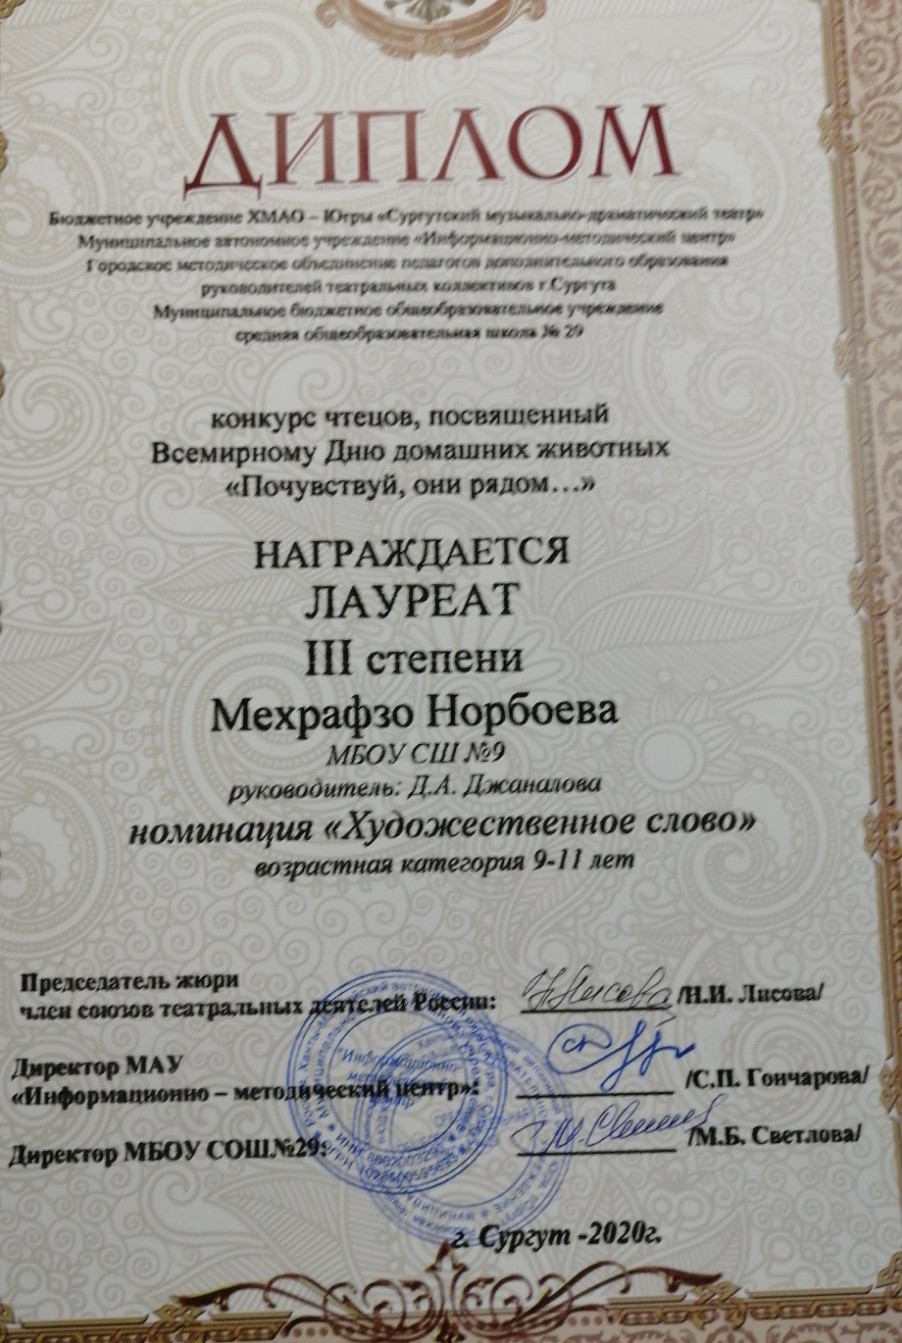 ДИПЛОМ
Бюджетное учреждение ХМАО – Югры «Сургутский музыкально-драматический театр»
Муниципальное автономное учреждение «Информационно-методический центр»
Городское методическое объединение педагогов дополнительного образования
руководителей театральных коллективов г.Сургута
Муниципальное бюджетное общеобразовательное учреждение
средняя общеобразовательная школа № 29
конкурс чтецов, посвященный
Всемирному Дню домашних животных
«Почувствуй, они рядом…»
НАГРАЖДАЕТСЯ
ЛАУРЕАТ
III степени
Мехрафзо Норбоева
МБОУ СШ №9
руководитель: Д.А. Джаналова
номинация «Художественное слово»
возрастная категория 9-11 лет
Председатель жюри
член союзов театральных деятелей России: /Н.И. Лисова/
Директор МАУ
«Информационно – методический центр»: /С.П. Гончарова/
Директор МБОУ СОШ№29: /М.Б. Светлова/
г. Сургут -2020г.